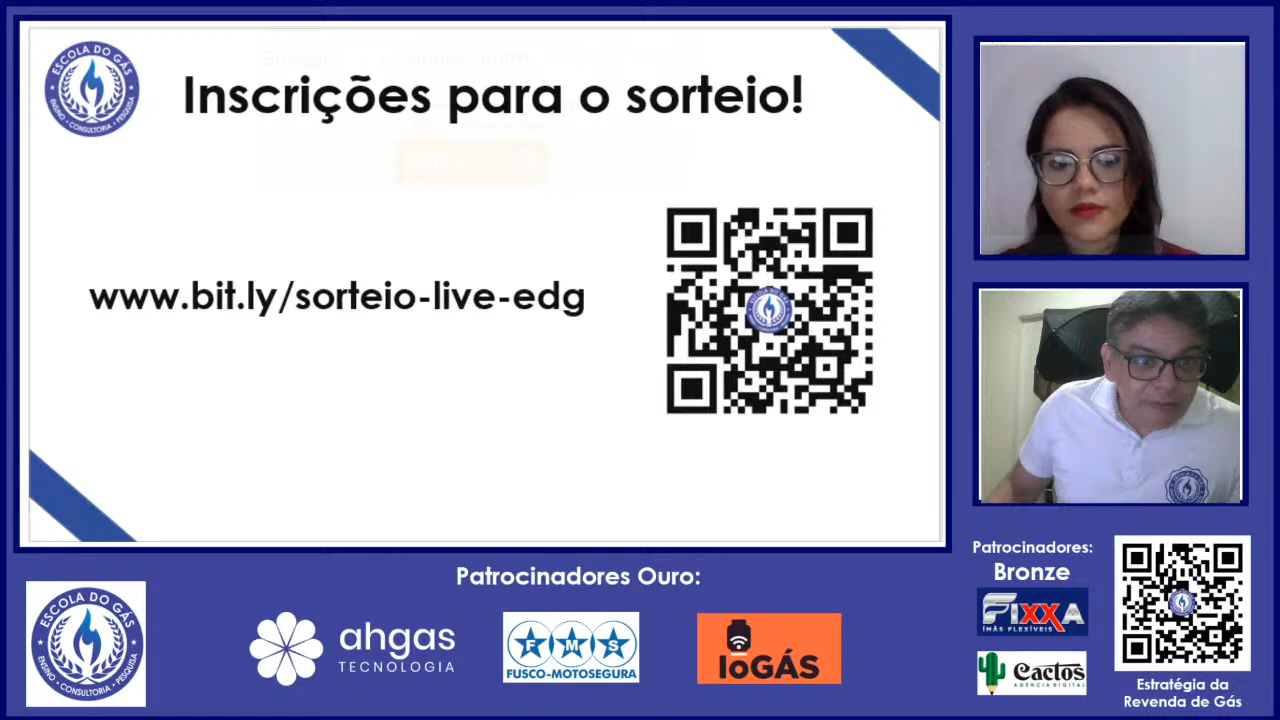 ESCOLA DO GÁS
ENSINO • CONSULTORIA • PESQUISA
Inscrições para o sorteio!
www.bit.ly/sorteio-live-edg
Patrocinadores Ouro:
ESCOLA DO GÁS
ENSINO • CONSULTORIA • PESQUISA
ahgas
TECNOLOGIA
F M S
FUSCO-MOTOSEGURA
IoGÁS
Patrocinadores:
Bronze
FIXXA
ÍMÃS FLEXÍVEIS
Cactos
AGÊNCIA DIGITAL
Estratégia da
Revenda de Gás